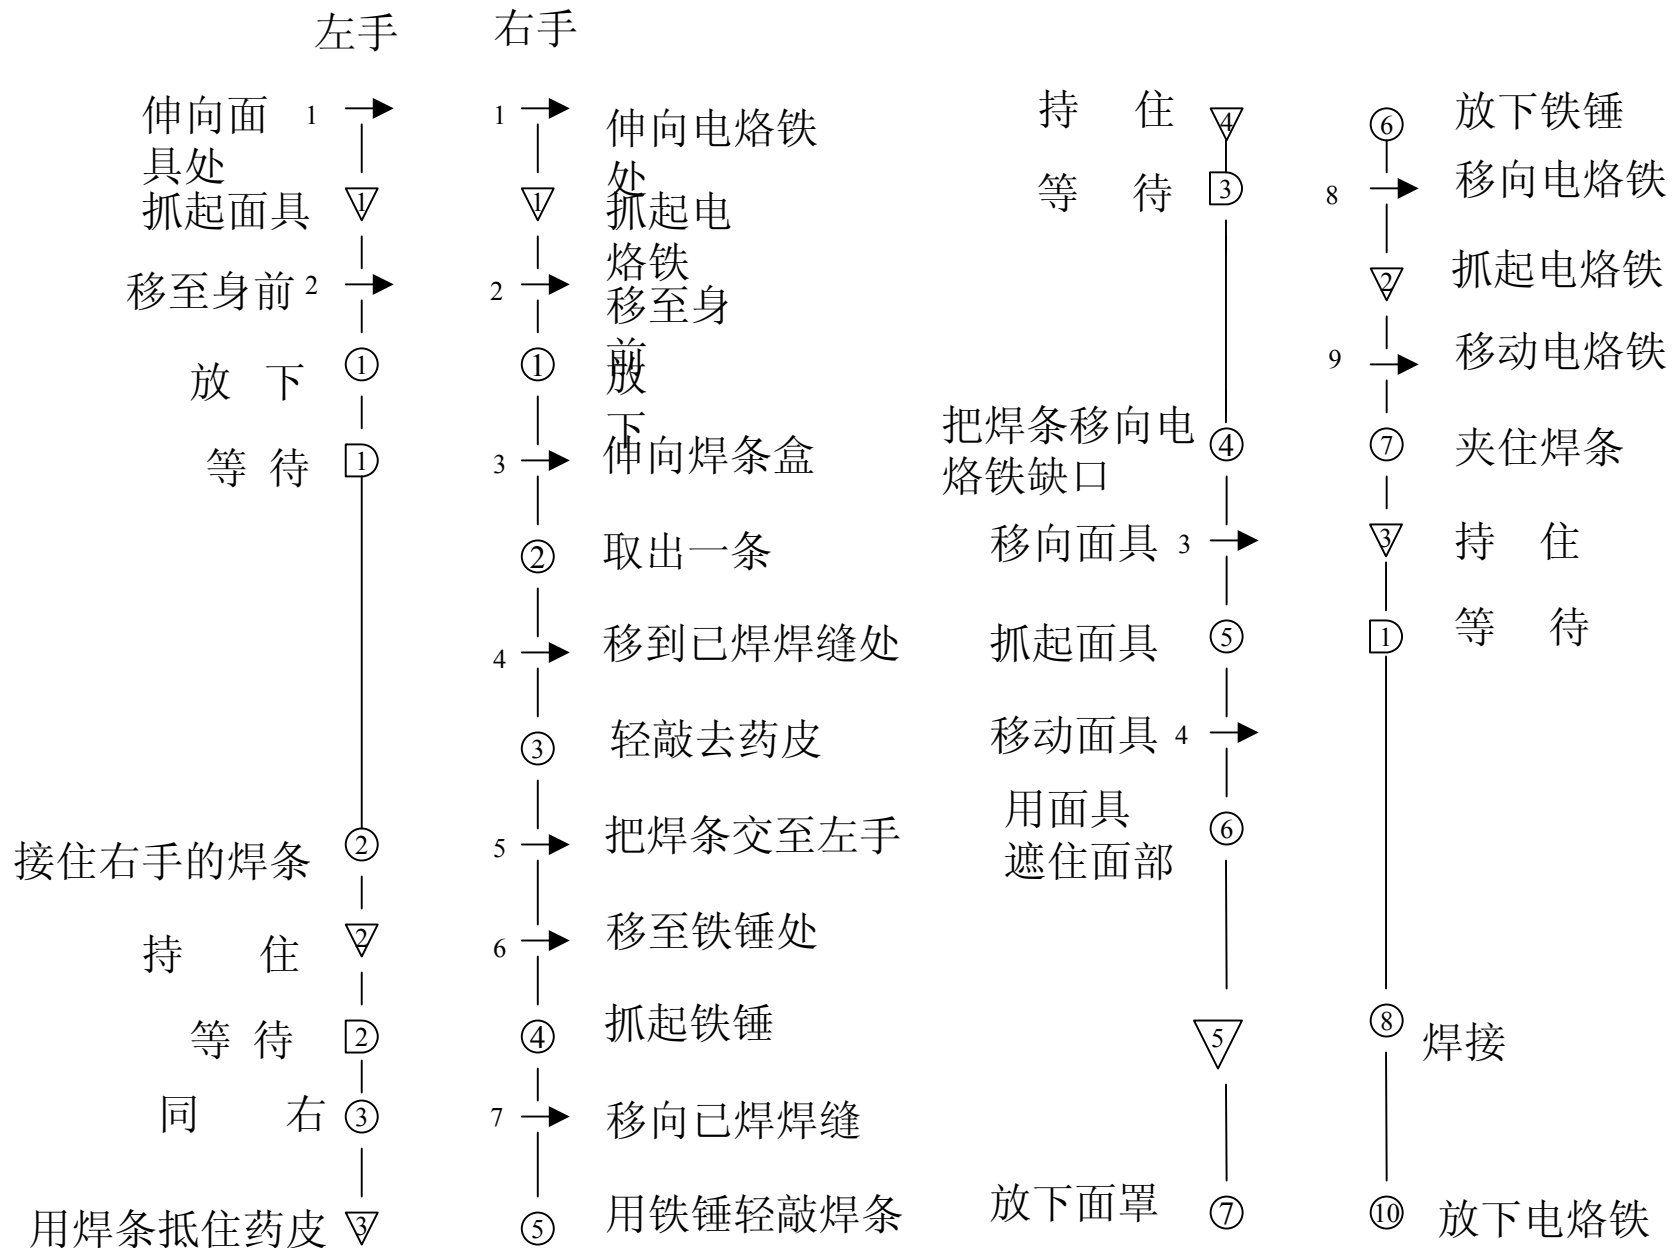 左手
右手
伸向面
具处
1
1
伸向电烙铁
处
抓起面具
1
1
抓起电
烙铁
移至身前
2
2
移至身
前
放 下
1
1
放
下
等 待
1
3
伸向焊条盒
2
取出一条
4
移到已焊焊缝处
3
轻敲去药皮
接住右手的焊条
2
5
把焊条交至左手
持 住
2
6
移至铁锤处
等 待
2
4
抓起铁锤
同 右
3
7
移向已焊焊缝
用焊条抵住药皮
3
5
用铁锤轻敲焊条
持 住
4
6
放下铁锤
等 待
3
8
移向电烙铁
2
抓起电烙铁
9
移动电烙铁
把焊条移向电
烙铁缺口
4
7
夹住焊条
移向面具
3
3
持 住
抓起面具
5
1
等 待
移动面具
4
用面具
遮住面部
6
5
8
焊接
放下面罩
7
10
放下电烙铁